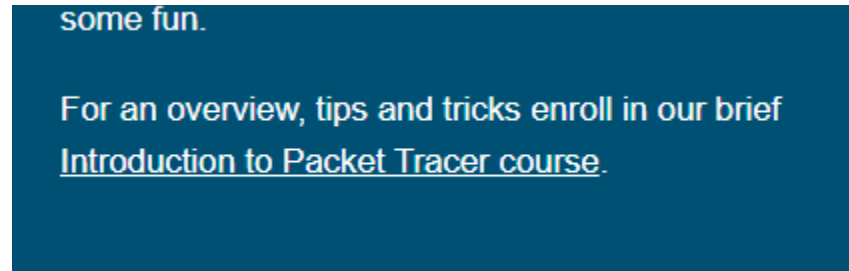 some fun.
For an overview, tips and tricks enroll in our brief
Introduction to Packet Tracer course.